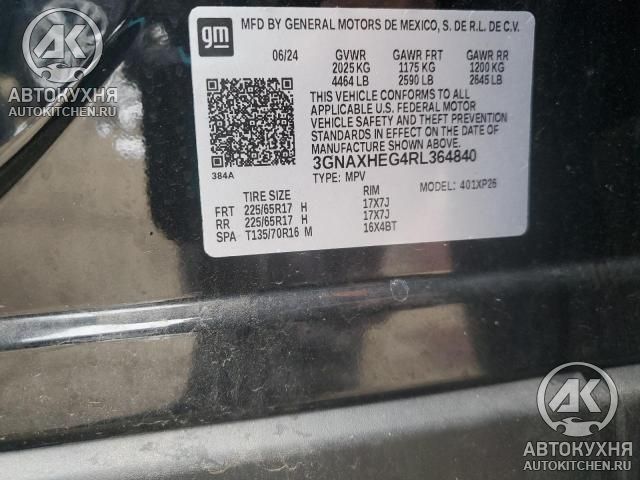 gm
MFD BY GENERAL MOTORS DE MEXICO, S. DE R.L. DE C.V.
06/24 GVWR GAWR FRT GAWR RR
2025 KG 1175 KG 1200 KG
4464 LB 2590 LB 2645 LB
THIS VEHICLE CONFORMS TO ALL
APPLICABLE U.S. FEDERAL MOTOR
VEHICLE SAFETY AND THEFT PREVENTION
STANDARDS IN EFFECT ON THE DATE OF
MANUFACTURE SHOWN ABOVE.
3GNAXHEG4RL364840
384A TYPE: MPV MODEL: 401XP26
TIRE SIZE RIM
FRT 225/65R17 H 17X7J
RR 225/65R17 H 17X7J
SPA T135/70R16 M 16X4BT
АК
АВТОКУХНЯ
AUTOKITCHEN.RU
АК
АВТОКУХНЯ
AUTOKITCHEN.RU